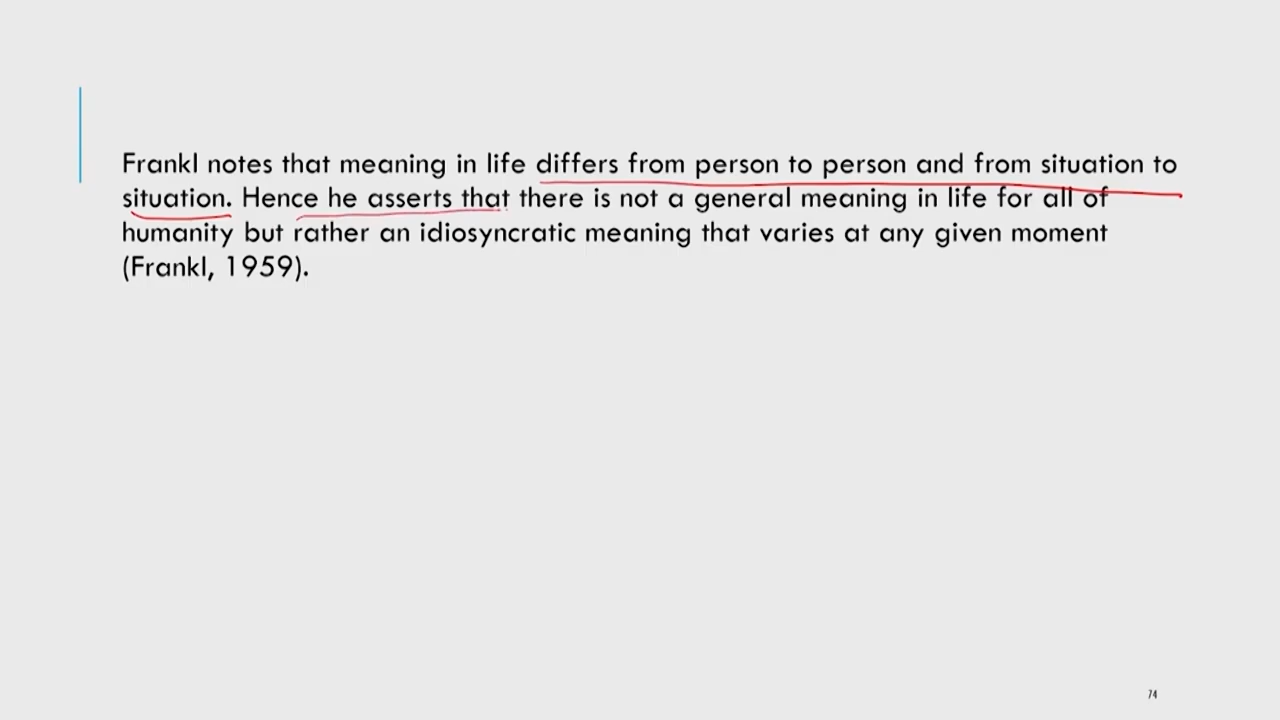 Frankl notes that meaning in life differs from person to person and from situation to
situation. Hence he asserts that there is not a general meaning in life for all of
humanity but rather an idiosyncratic meaning that varies at any given moment
(Frankl, 1959).
74